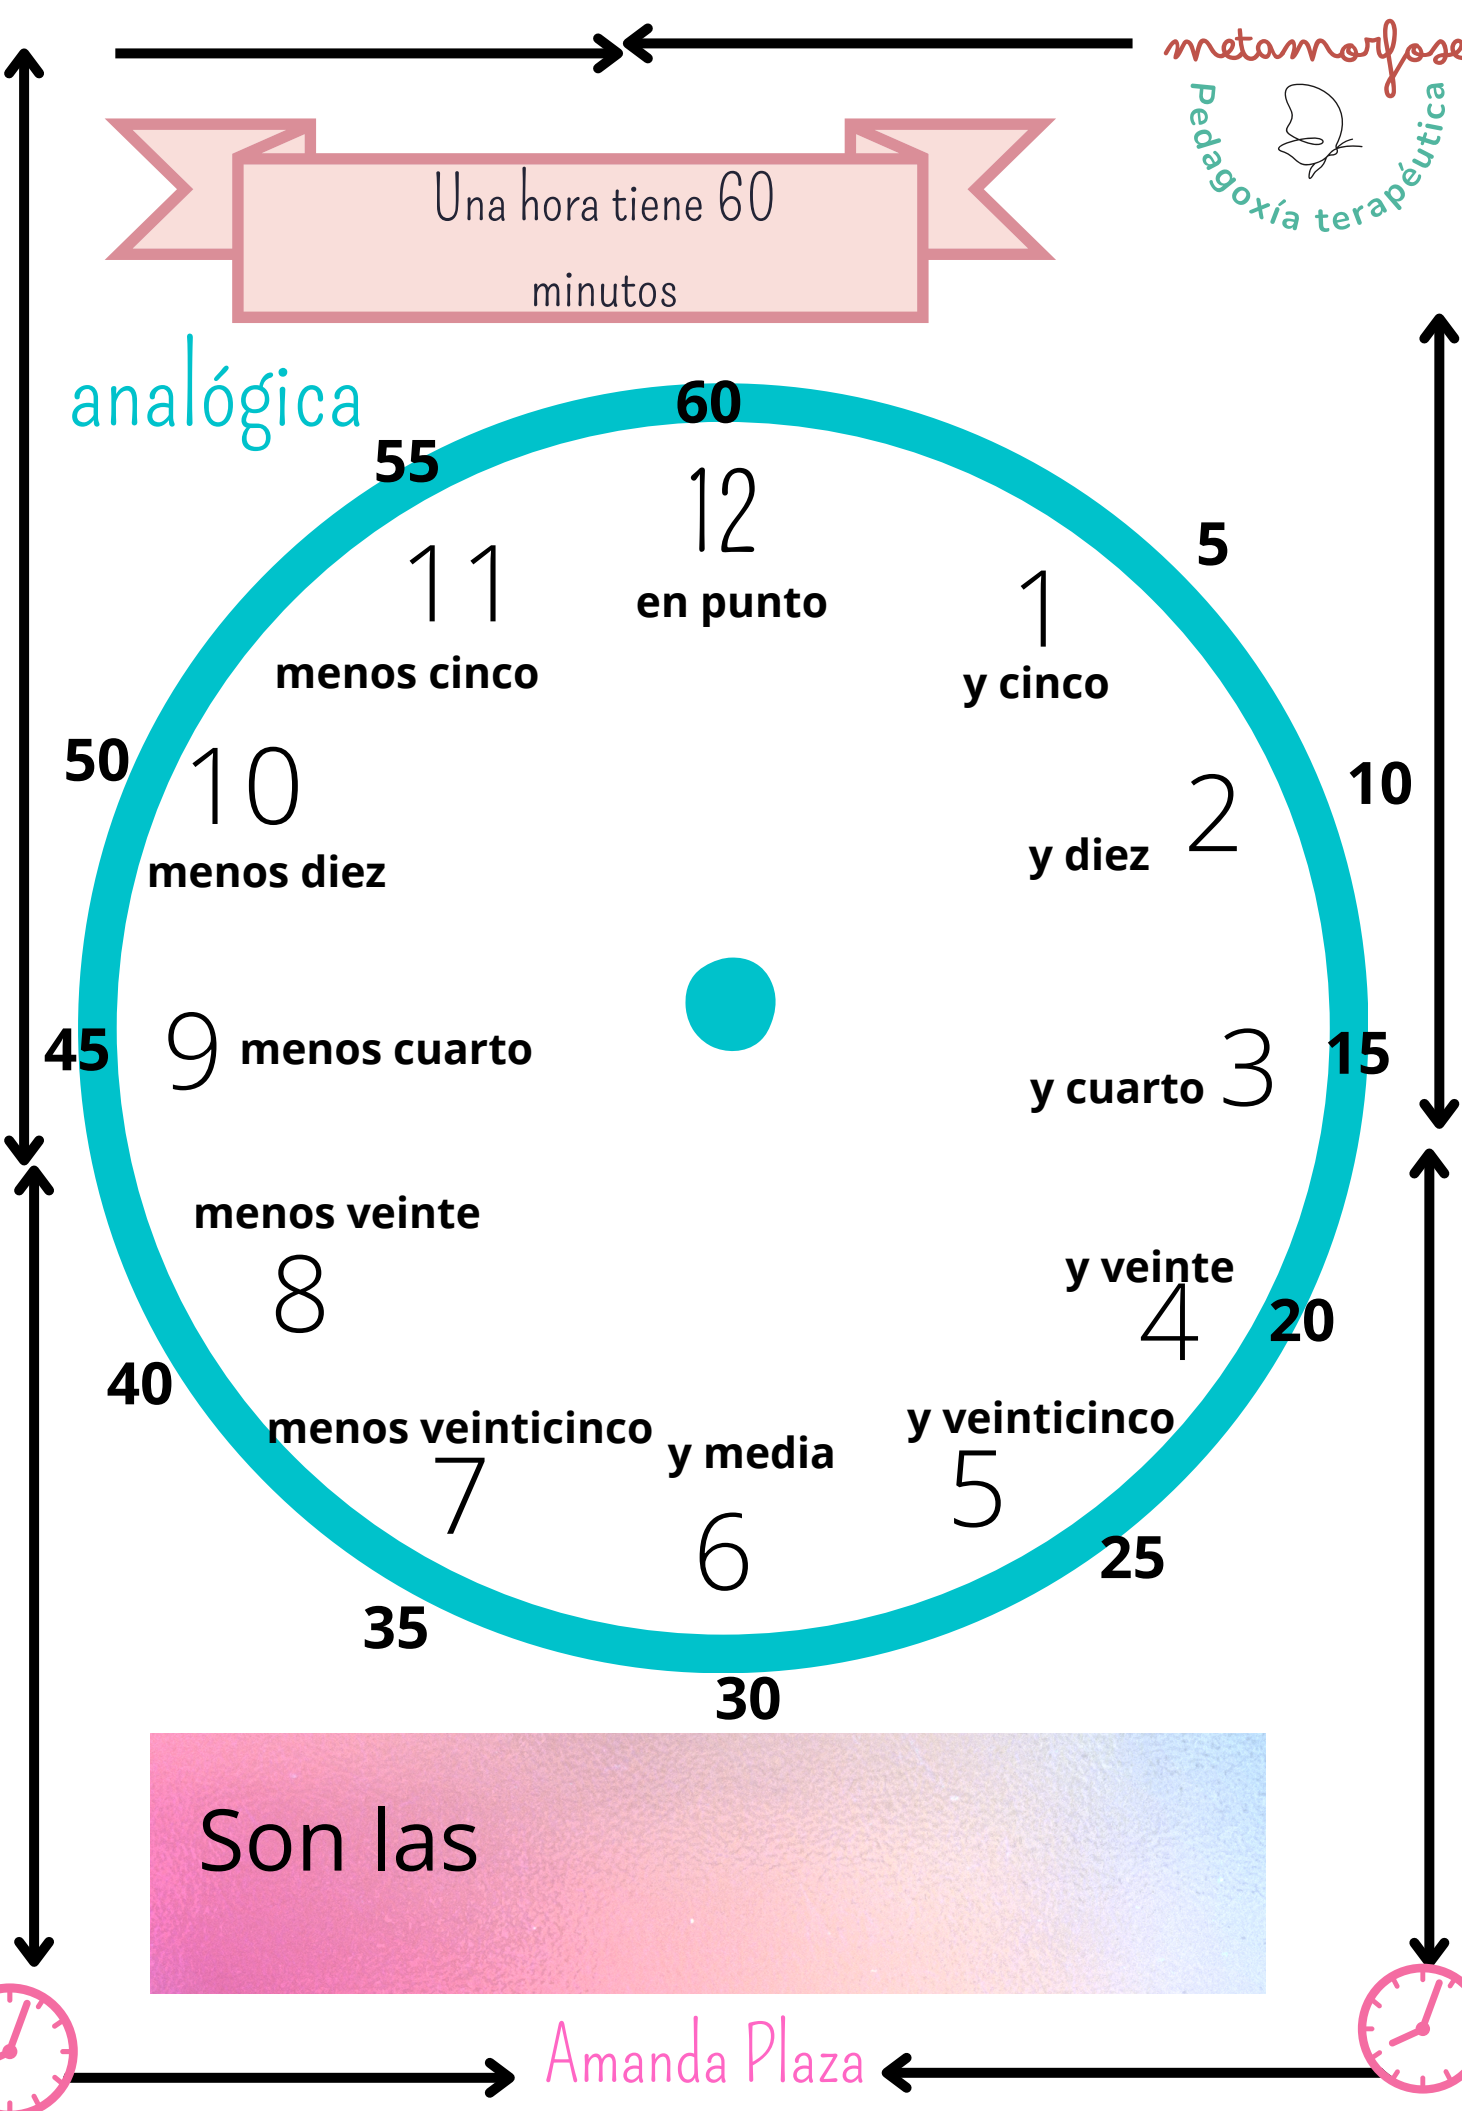 metamorfose
Pedagoxía terapéutica
Una hora tiene 60
minutos
analógica
60
55
12
5
11
en punto
1
menos cinco
y cinco
50
10
10
2
menos diez
y diez
45
9
menos cuarto
y cuarto
3
15
menos veinte
8
y veinte
4
20
40
menos veinticinco
7
y media
6
y veinticinco
5
25
35
30
Son las
Amanda Plaza